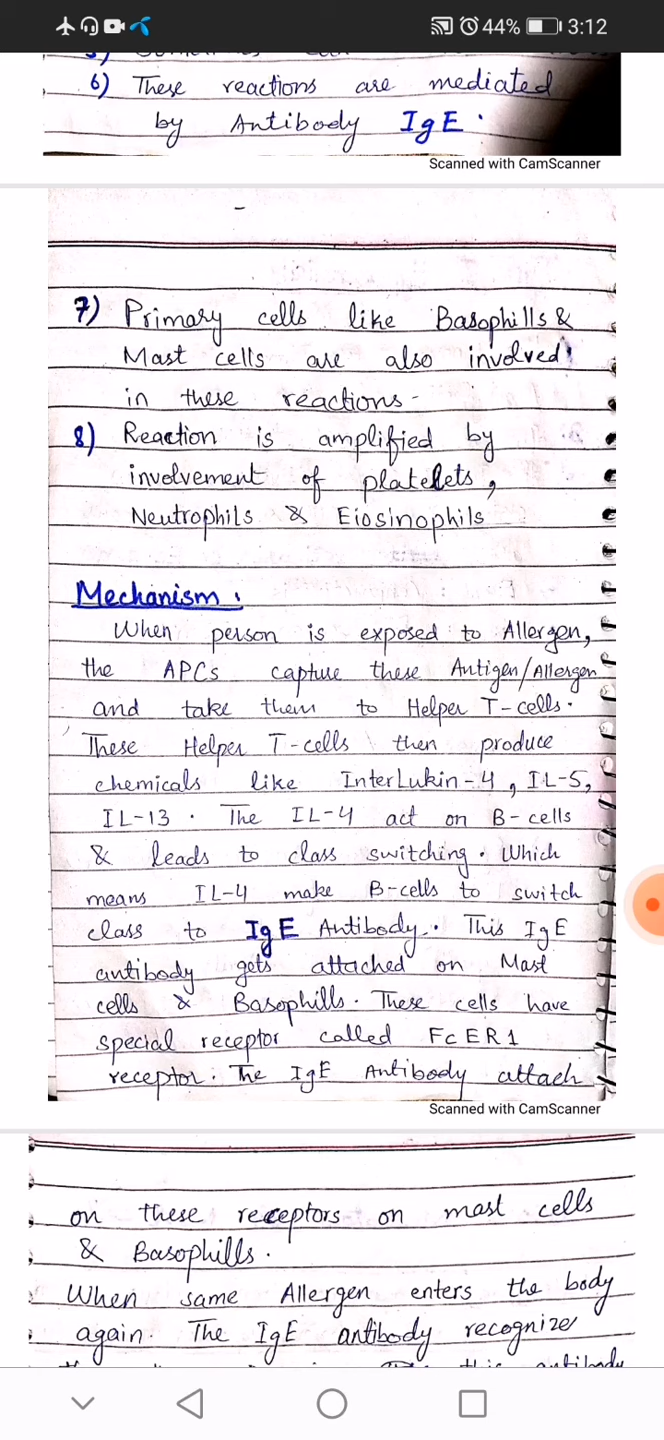 44% 3:12
6) These reactions are mediated
by Antibody IgE.
Scanned with CamScanner
7) Primary cells like Basophills &
Mast cells are also involved
in these reactions-
8) Reaction is amplified by
involvement of platelets,
Neutrophils & Eiosinophils
Mechanism:
When person is exposed to Allergen,
the APCs capture these Antigen/Allergen
and take them to Helper T-cells.
These Helper T-cells then produce
chemicals like InterLukin-4, IL-5,
IL-13. The IL-4 act on B-cells
& leads to class switching. Which
means IL-4 make B-cells to switch
class to IgE Antibody. This IgE
antibody gets attached on Mast
cells & Basophills. These cells have
special receptor called FcER1
receptor. The IgE Antibody attach
Scanned with CamScanner
on these receptors on mast cells
& Basophills.
When same Allergen enters the body
again. The IgE antibody recognize
this antibody